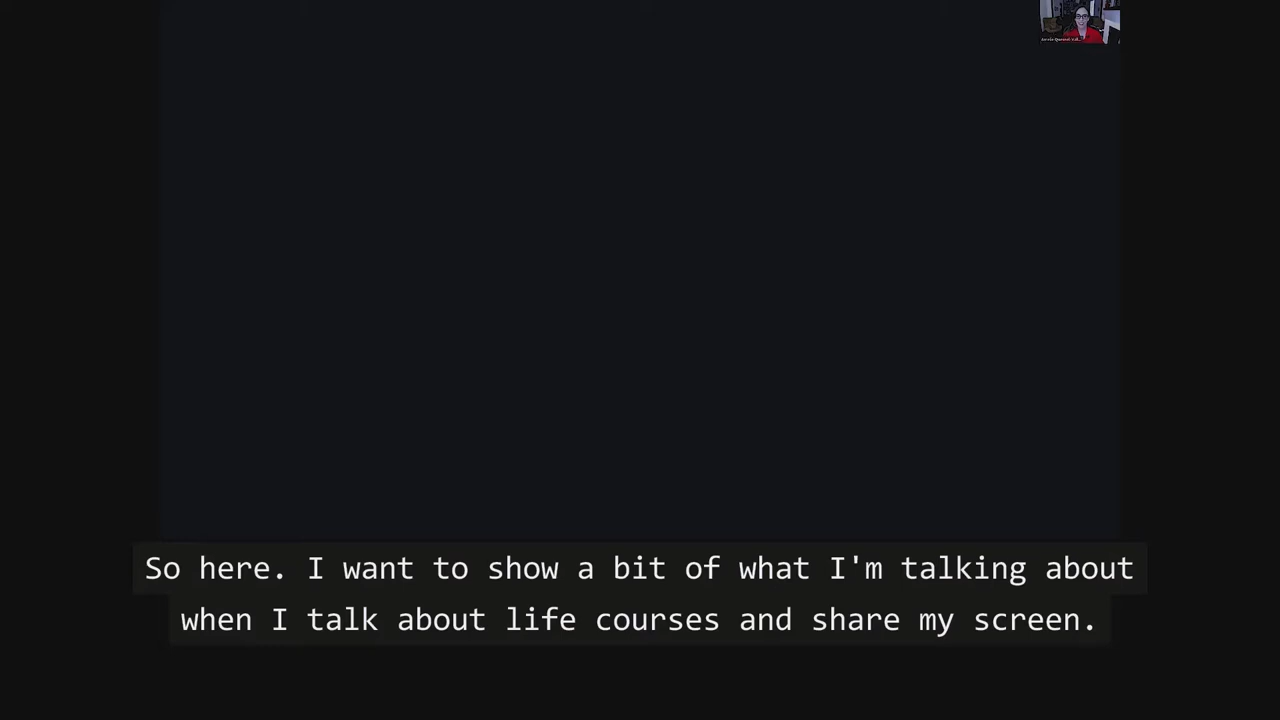 So here. I want to show a bit of what I'm talking about
when I talk about life courses and share my screen.